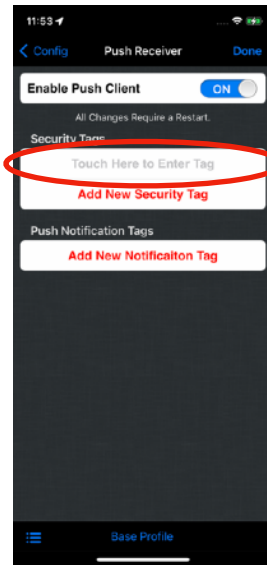 11:53
Config Push Receiver Done
Enable Push Client ON
All Changes Require a Restart.
Security Tags
Touch Here to Enter Tag
Add New Security Tag
Push Notification Tags
Add New Notificaiton Tag
Base Profile